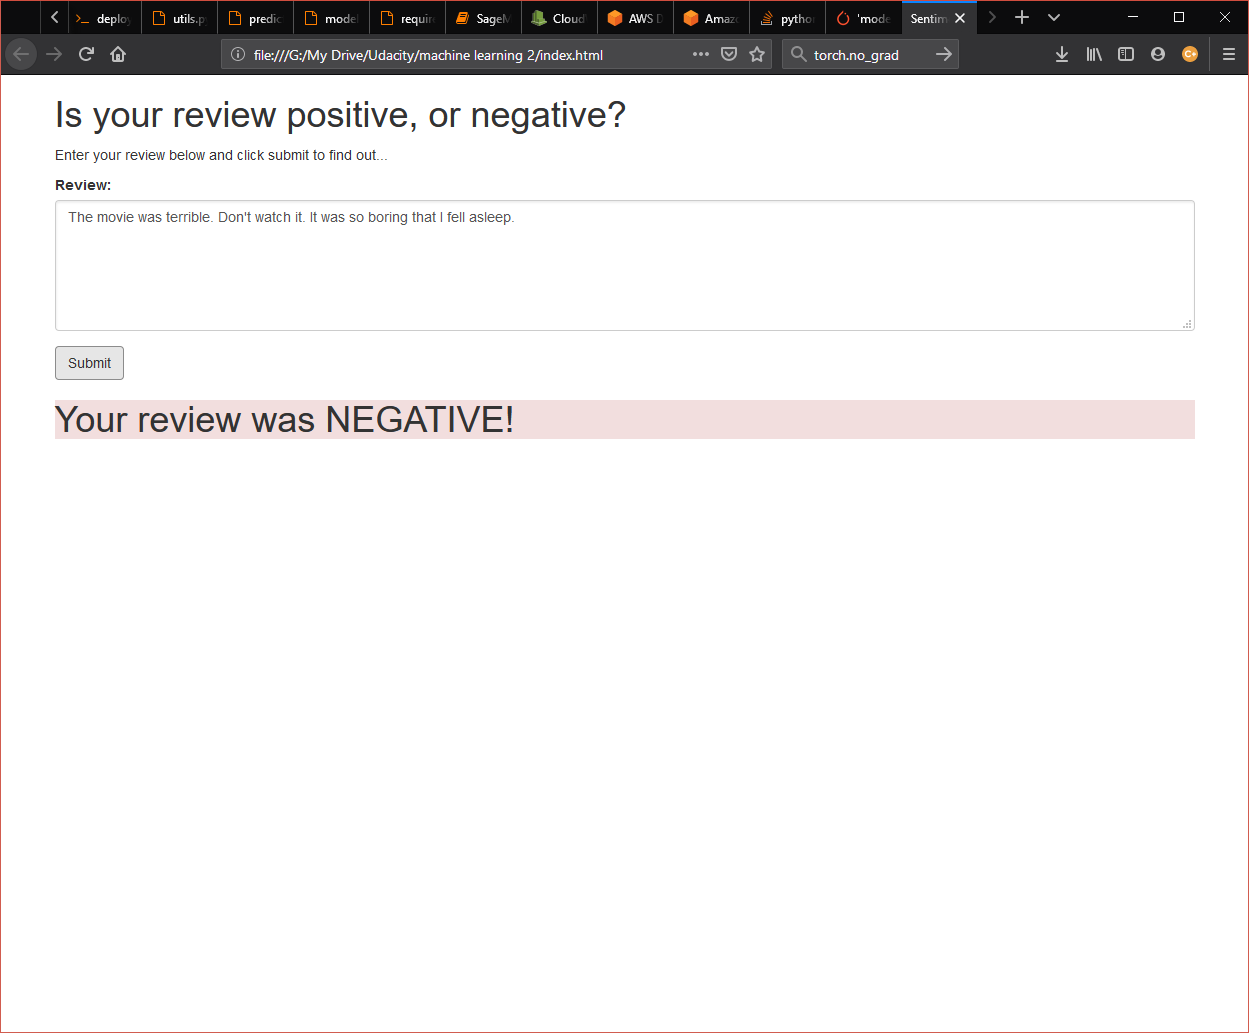 deploy
utils.p
predic
model
require
SageM
Cloud
AWS D
Amaz
python
'mode
Sentim
file:///G:/My Drive/Udacity/machine learning 2/index.html
torch.no_grad
C+
Is your review positive, or negative?
Enter your review below and click submit to find out...
Review:
The movie was terrible. Don't watch it. It was so boring that I fell asleep.
Submit
Your review was NEGATIVE!